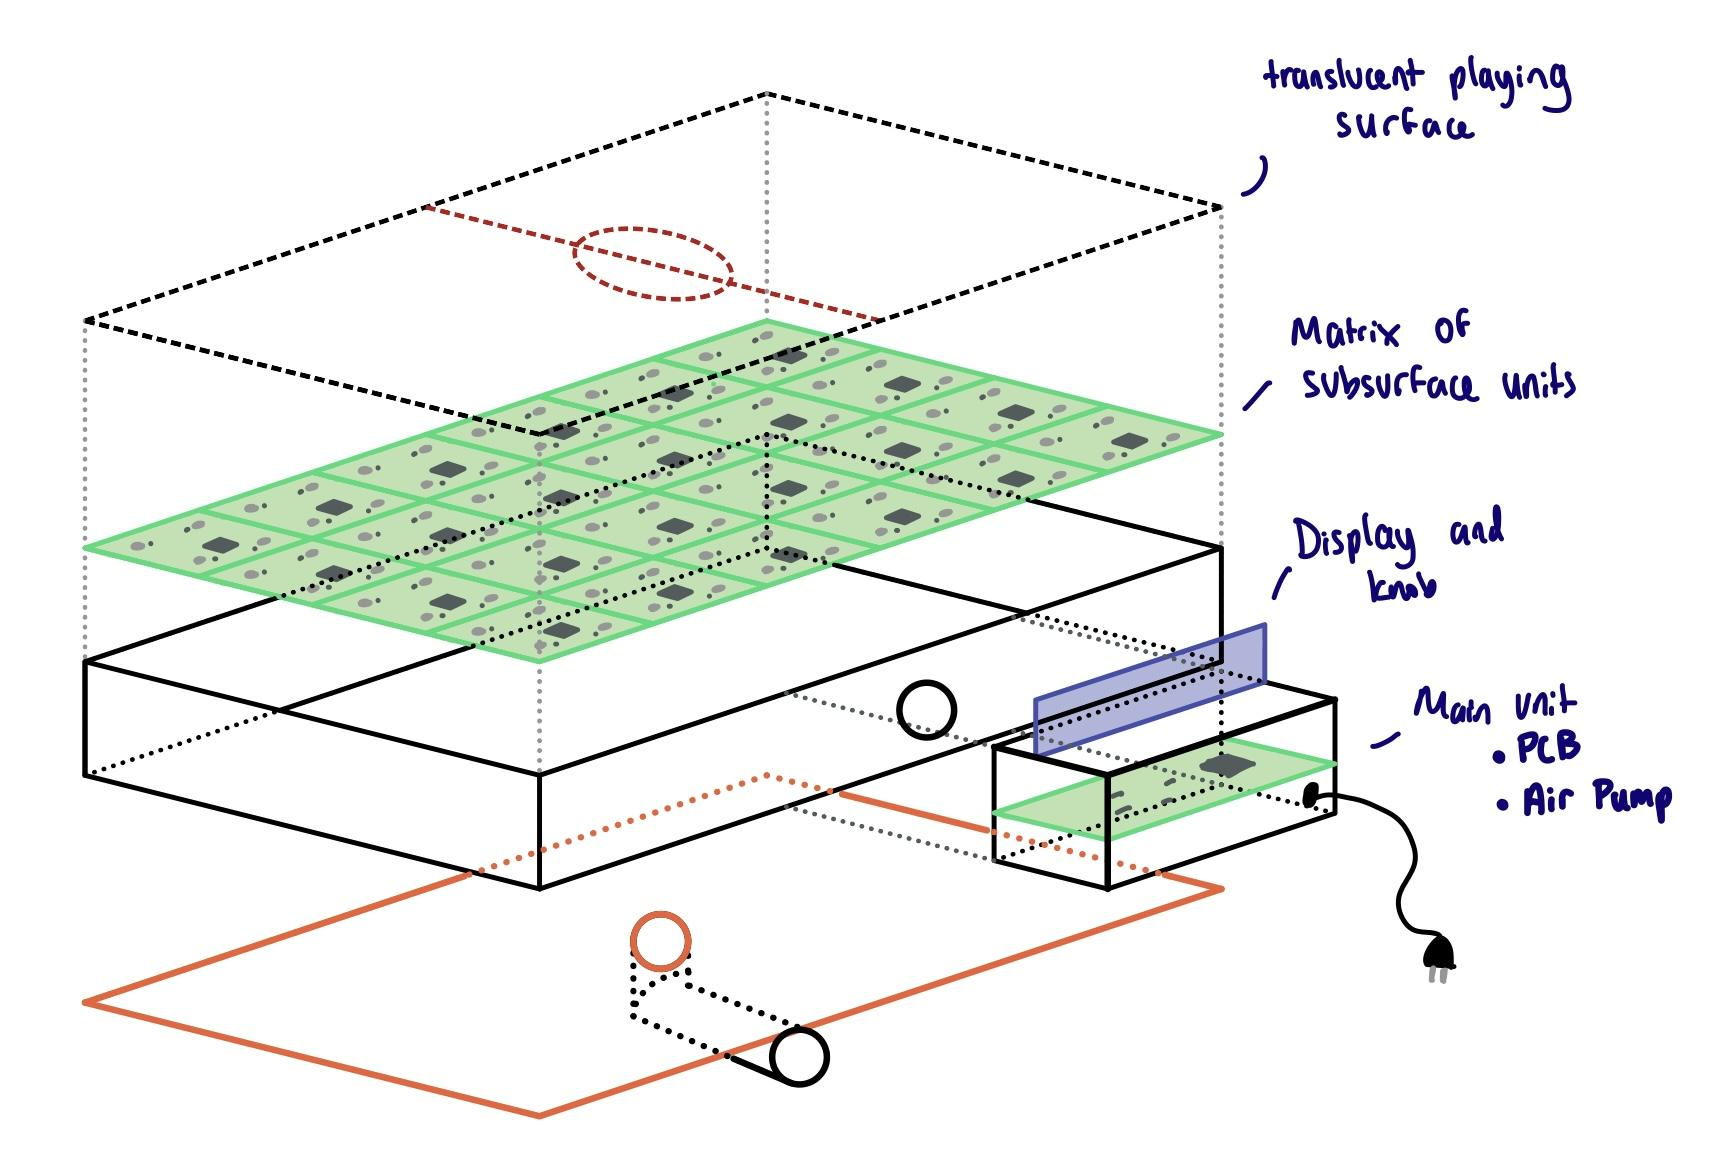 translucent playing
surface
Matrix of
subsurface units
Display and
knob
Main unit
• PCB
• Air Pump